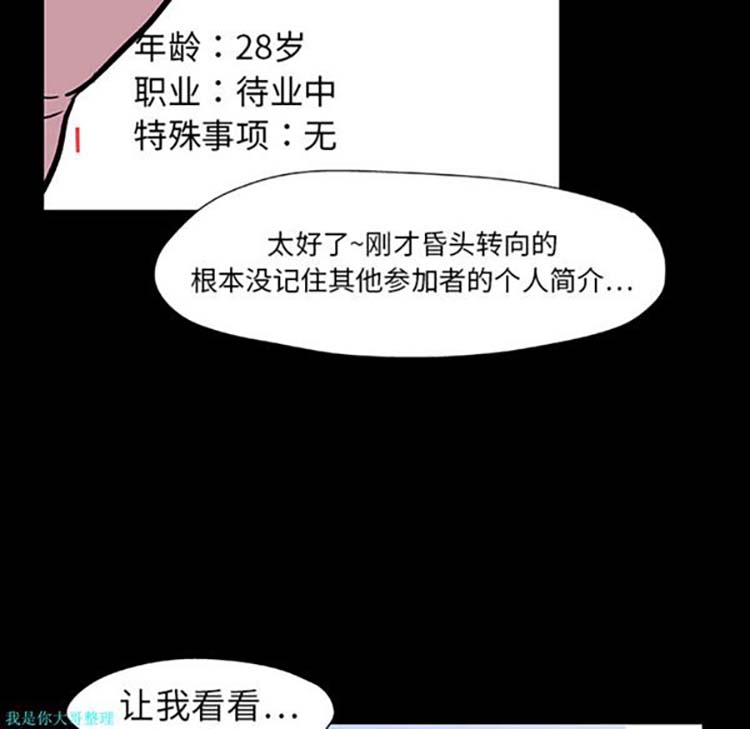 年龄：28岁
职业：待业中
特殊事项：无
太好了~刚才昏头转向的
根本没记住其他参加者的个人简介...
让我看看...
我是你大哥整理